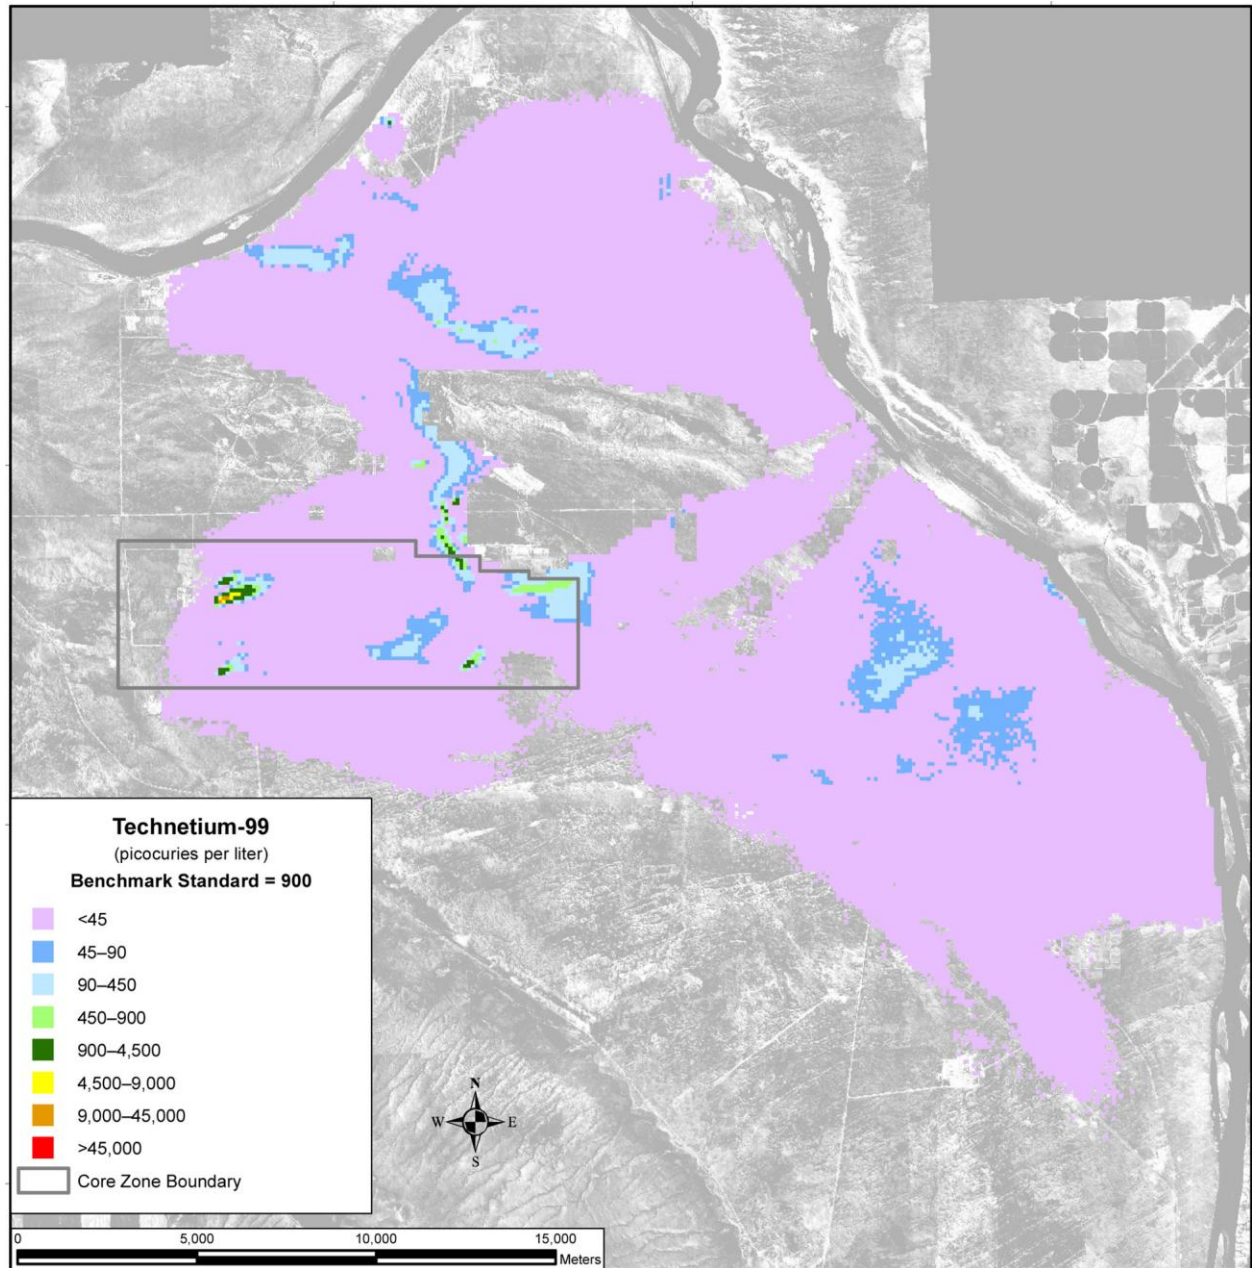 Technetium-99
(picocuries per liter)
Benchmark Standard = 900
<45
45–90
90–450
450–900
900–4,500
4,500–9,000
9,000–45,000
>45,000
Core Zone Boundary
N
W E
S
0 5,000 10,000 15,000
Meters